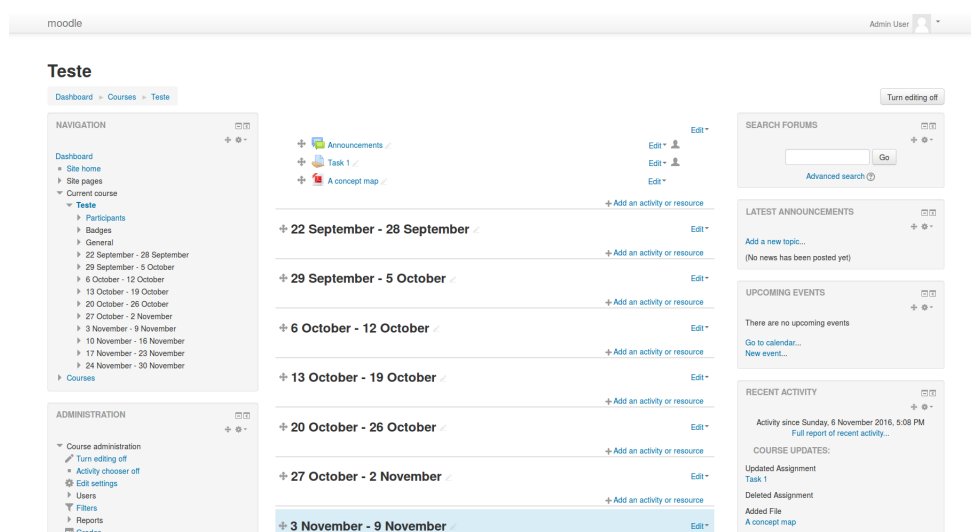 moodle
Admin User
Teste
Dashboard Courses Teste
Turn editing off
NAVIGATION
Dashboard
Site home
Site pages
Current course
Teste
Participants
Badges
General
22 September - 28 September
29 September - 5 October
6 October - 12 October
13 October - 19 October
20 October - 26 October
27 October - 2 November
3 November - 9 November
10 November - 16 November
17 November - 23 November
24 November - 30 November
Courses
ADMINISTRATION
Course administration
Turn editing off
Activity chooser off
Edit settings
Users
Filters
Reports
Grades
Edit
Announcements Edit
Task 1 Edit
A concept map Edit
Add an activity or resource
22 September - 28 September Edit
Add an activity or resource
29 September - 5 October Edit
Add an activity or resource
6 October - 12 October Edit
Add an activity or resource
13 October - 19 October Edit
Add an activity or resource
20 October - 26 October Edit
Add an activity or resource
27 October - 2 November Edit
Add an activity or resource
3 November - 9 November Edit
SEARCH FORUMS
Go
Advanced search ?
LATEST ANNOUNCEMENTS
Add a new topic...
(No news has been posted yet)
UPCOMING EVENTS
There are no upcoming events
Go to calendar...
New event...
RECENT ACTIVITY
Activity since Sunday, 6 November 2016, 5:08 PM
Full report of recent activity...
COURSE UPDATES:
Updated Assignment
Task 1
Deleted Assignment
Added File
A concept map